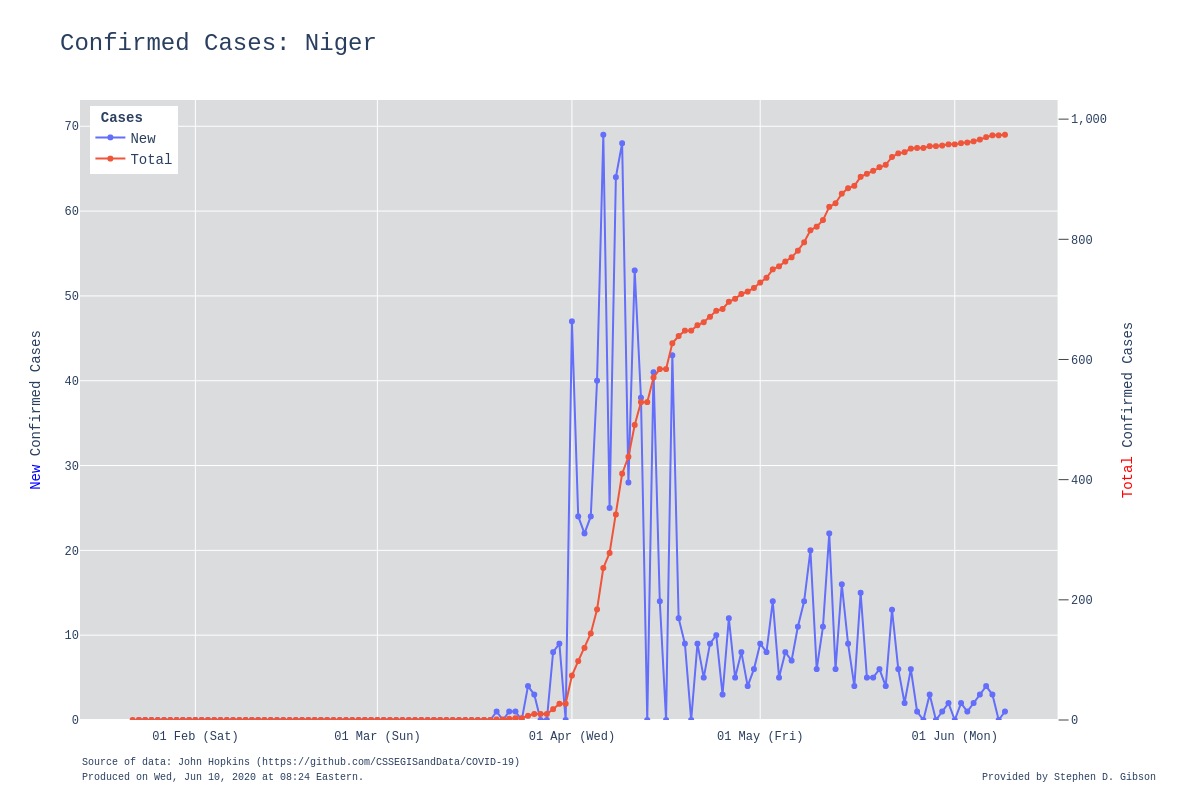 Confirmed Cases: Niger
Cases
New
Total
70
60
50
40
30
20
10
0
1,000
800
600
400
200
0
New Confirmed Cases
Total Confirmed Cases
01 Feb (Sat)
01 Mar (Sun)
01 Apr (Wed)
01 May (Fri)
01 Jun (Mon)
Source of data: John Hopkins (https://github.com/CSSEGISandData/COVID-19)
Produced on Wed, Jun 10, 2020 at 08:24 Eastern.
Provided by Stephen D. Gibson